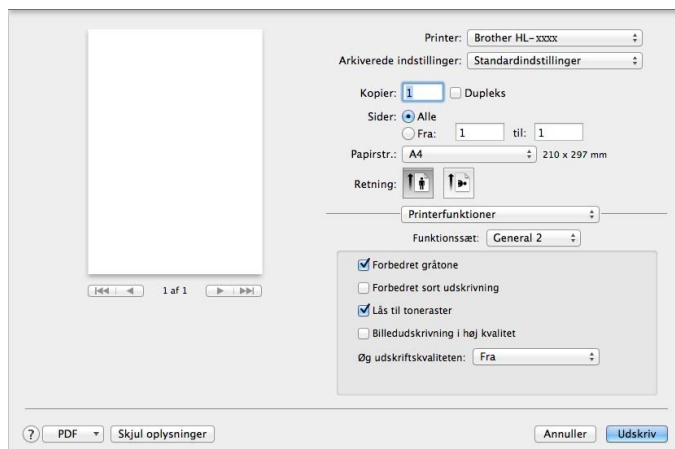 Printer: Brother HL-xxxx
Arkiverede indstillinger: Standardindstillinger
Kopier: 1 Dupleks
Sider: Alle
Fra: 1 til: 1
Papirstr.: A4 210 x 297 mm
Retning:
Printerfunktioner
Funktionssæt: General 2
Forbedret gråtone
Forbedret sort udskrivning
Lås til toneraster
Billedudskrivning i høj kvalitet
Øg udskriftskvaliteten: Fra
1 af 1
? PDF Skjul oplysninger Annuller Udskriv